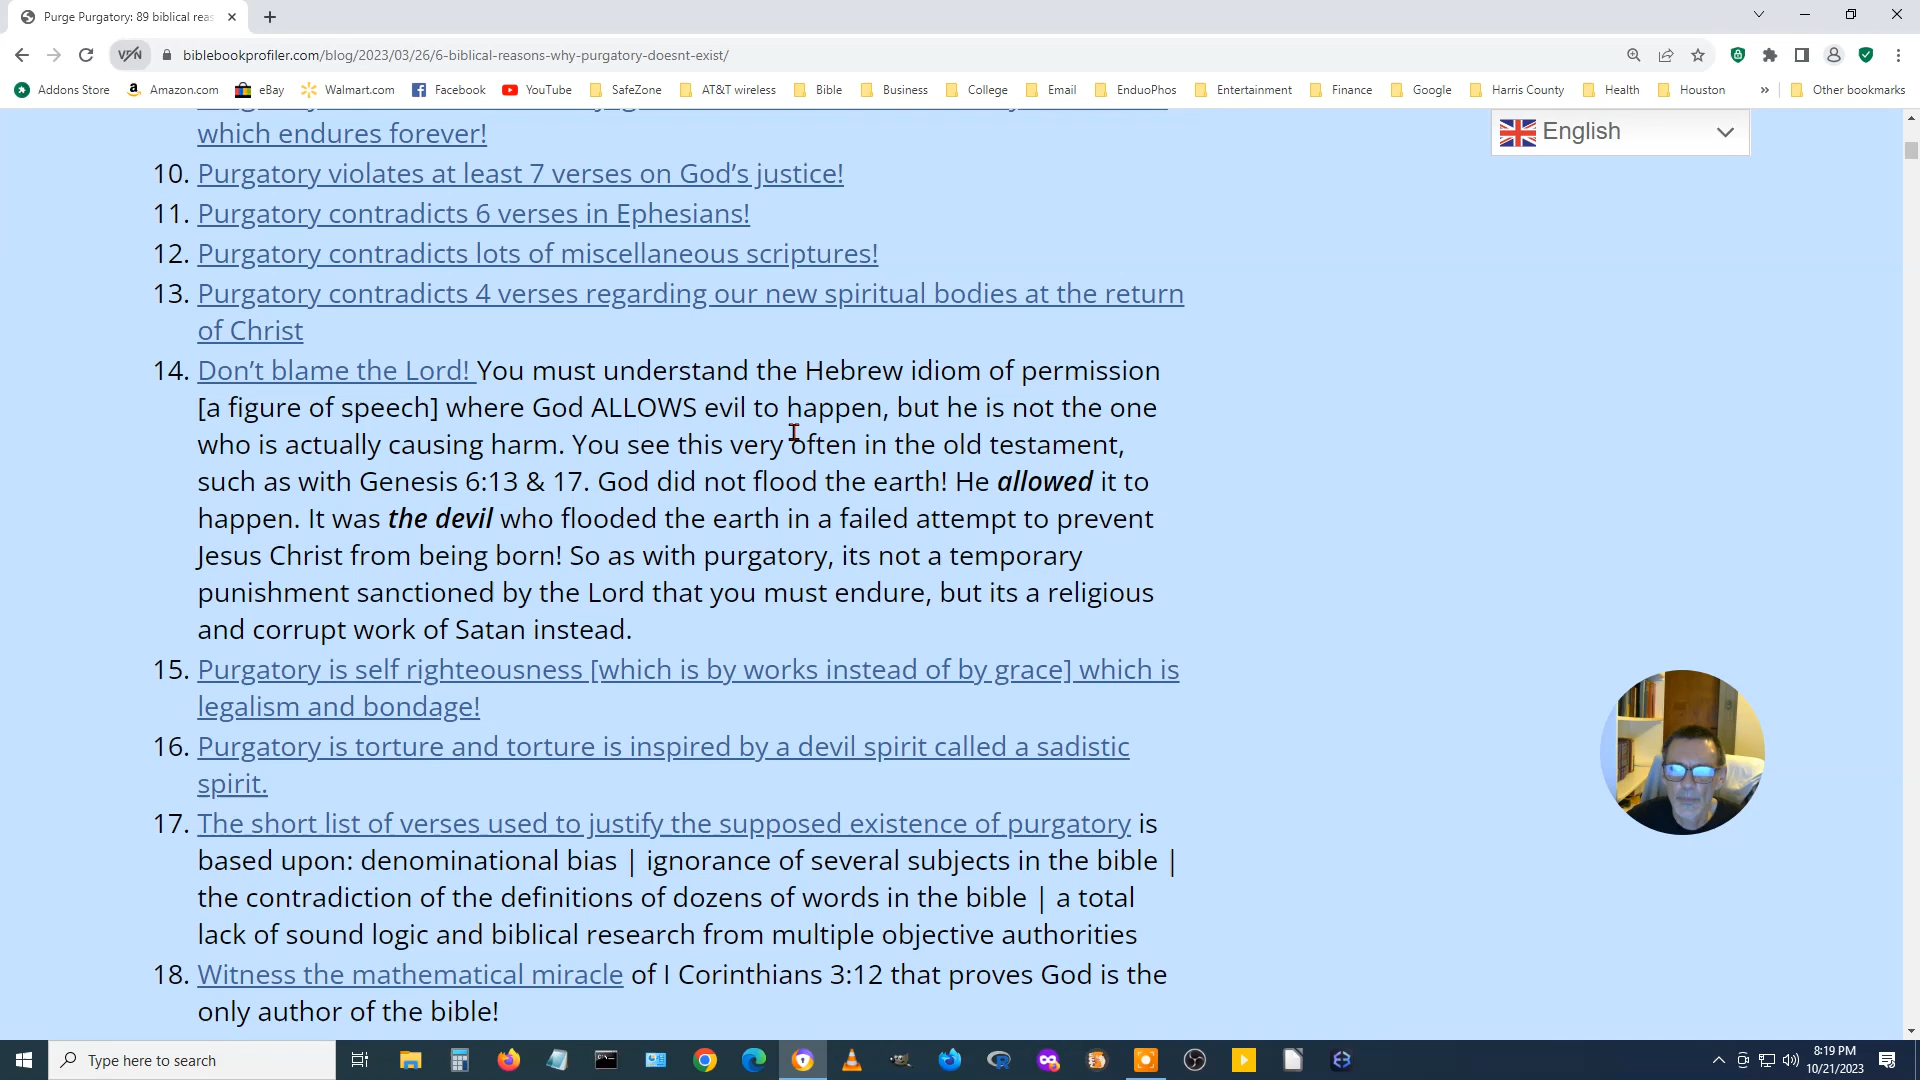 Purge Purgatory: 89 biblical reas
biblebookprofiler.com/blog/2023/03/26/6-biblical-reasons-why-purgatory-doesnt-exist/
VPN
Addons Store Amazon.com eBay Walmart.com Facebook YouTube SafeZone AT&T wireless Bible Business College Email EnduoPhos Entertainment Finance Google Harris County Health Houston » Other bookmarks
English
which endures forever!
10. Purgatory violates at least 7 verses on God’s justice!
11. Purgatory contradicts 6 verses in Ephesians!
12. Purgatory contradicts lots of miscellaneous scriptures!
13. Purgatory contradicts 4 verses regarding our new spiritual bodies at the return
of Christ
14. Don’t blame the Lord! You must understand the Hebrew idiom of permission
[a figure of speech] where God ALLOWS evil to happen, but he is not the one
who is actually causing harm. You see this very often in the old testament,
such as with Genesis 6:13 & 17. God did not flood the earth! He allowed it to
happen. It was the devil who flooded the earth in a failed attempt to prevent
Jesus Christ from being born! So as with purgatory, its not a temporary
punishment sanctioned by the Lord that you must endure, but its a religious
and corrupt work of Satan instead.
15. Purgatory is self righteousness [which is by works instead of by grace] which is
legalism and bondage!
16. Purgatory is torture and torture is inspired by a devil spirit called a sadistic
spirit.
17. The short list of verses used to justify the supposed existence of purgatory is
based upon: denominational bias | ignorance of several subjects in the bible |
the contradiction of the definitions of dozens of words in the bible | a total
lack of sound logic and biblical research from multiple objective authorities
18. Witness the mathematical miracle of I Corinthians 3:12 that proves God is the
only author of the bible!
Type here to search
8:19 PM
10/21/2023